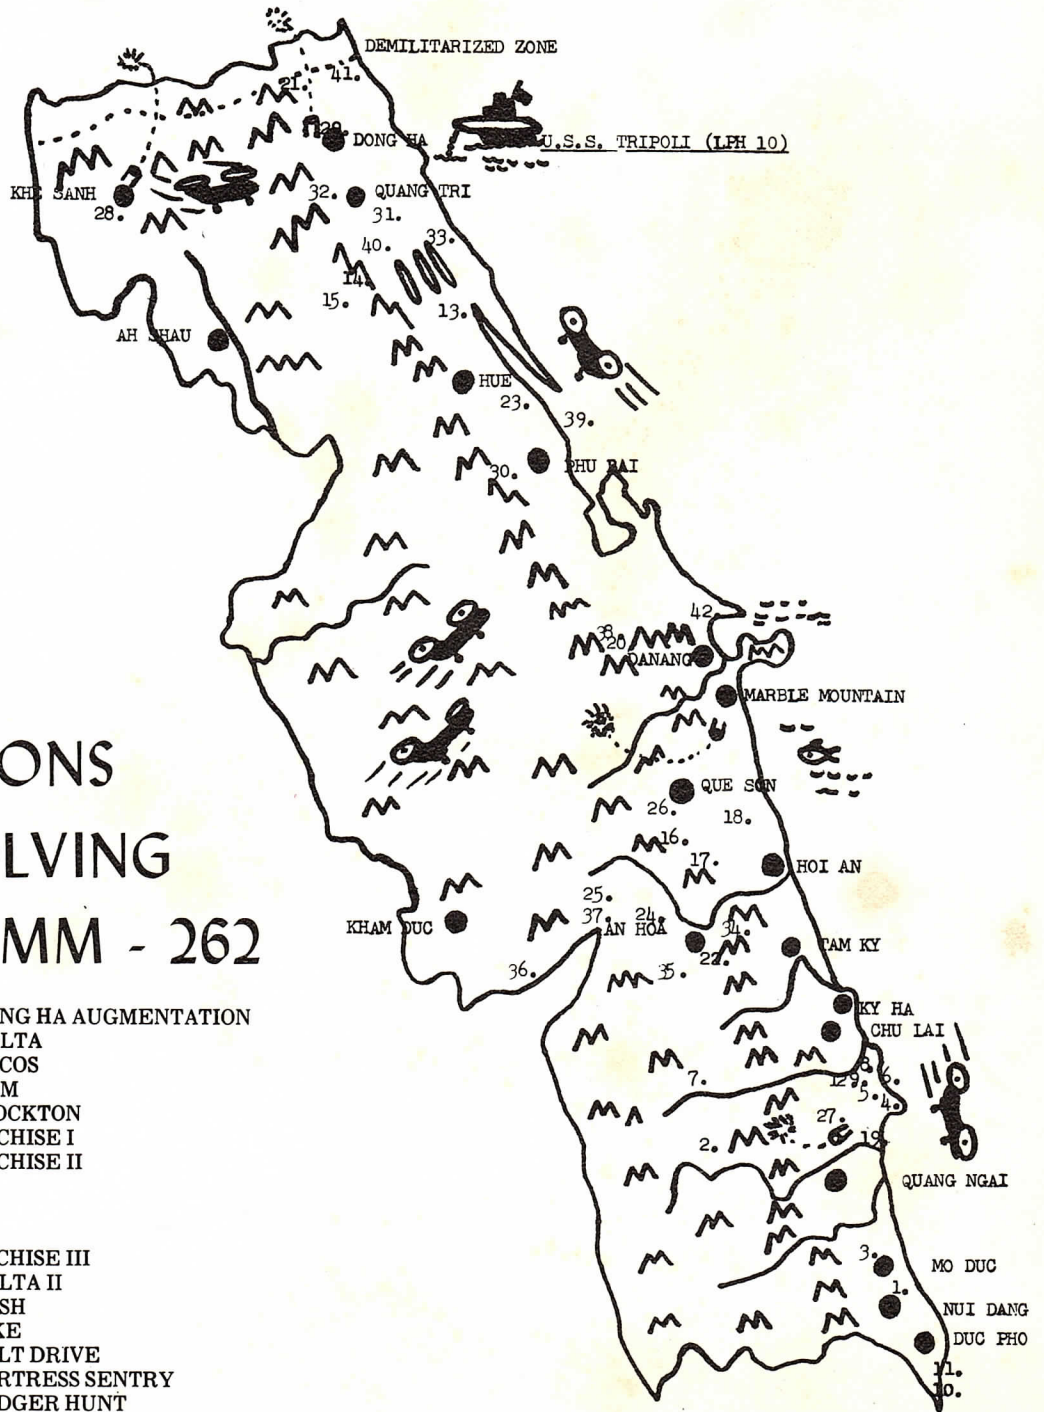 DEMILITARIZED ZONE
41.
21.
U.S.S. TRIPOLI (LPH 10)
29.
DONG HA
KHE SANH
28.
32.
QUANG TRI
31.
40.
33.
14.
15.
13.
AH SHAU
HUE
23.
39.
30.
PHU BAI
42.
38.
20.
DANANG
MARBLE MOUNTAIN
QUE SON
26.
18.
16.
17.
HOI AN
25.
37.
24.
AN HOA
34.
KHAM DUC
22.
TAM KY
36.
35.
KY HA
CHU LAI
8.
7.
129.
6.
5.
4.
27.
2.
19.
QUANG NGAI
3.
MO DUC
1.
NUI DANG
DUC PHO
11.
10.
ONS
LVING
MM - 262
NG HA AUGMENTATION
LTA
COS
M
OCKTON
CHISE I
CHISE II
CHISE III
LTA II
SH
KE
LT DRIVE
RTRESS SENTRY
DGER HUNT